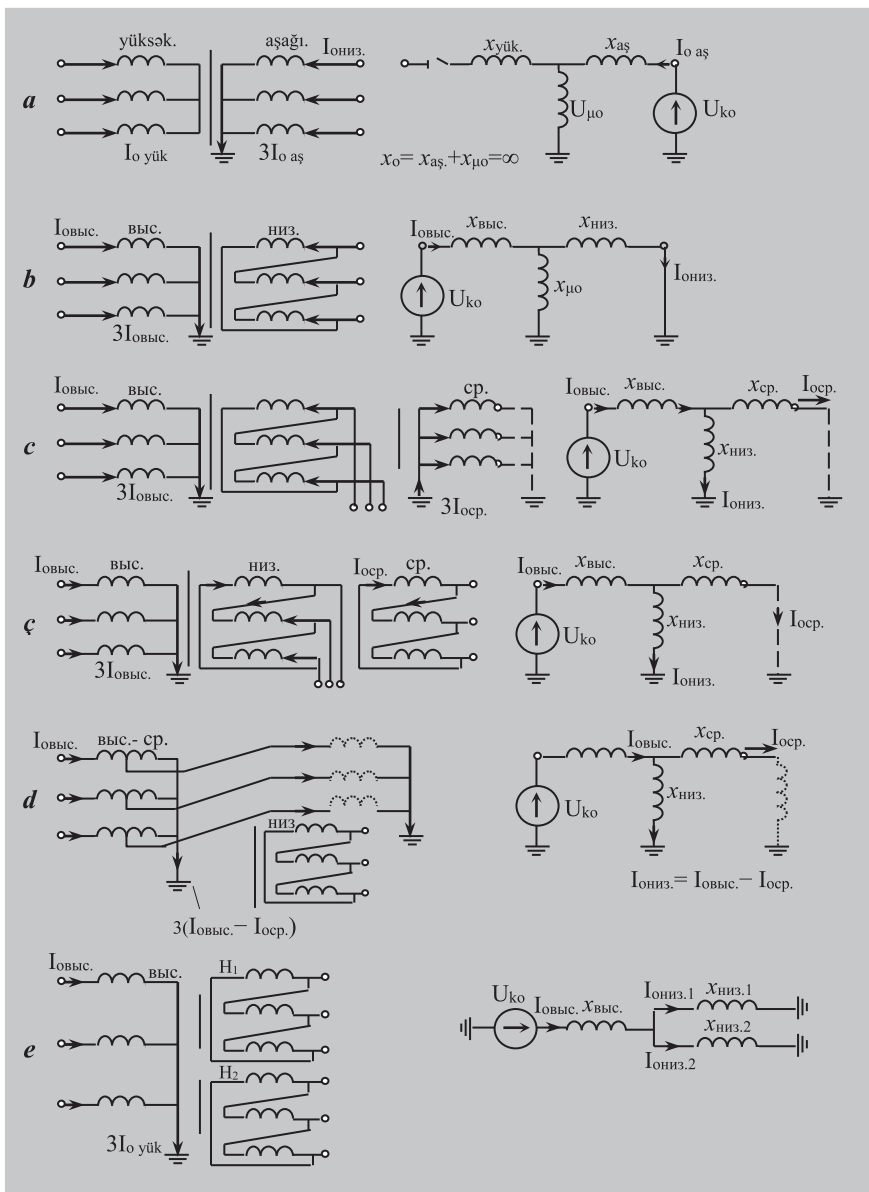 a
yüksək. aşağı. Iониз. xyük. xaş Io aş
Uμo Uko
Io yük 3Io aş xo= xaş.+xμo=∞
b
Iовыс. выс. низ. Iовыс. xвыс. xниз.
Uko xμo Iониз.
3Iовыс.
c
Iовыс. выс. ср. Iовыс. xвыс. xср. Iоср.
Uko xниз.
3Iовыс. 3Iоср. Iониз.
ç
Iовыс. выс. низ. Iоср. ср. Iовыс. xвыс. xср.
Uko xниз. Iоср.
3Iовыс. Iониз.
d
Iовыс. выс.- ср. Iовыс. xср. Iоср.
Uko xниз.
низ
Iониз.= Iовыс.− Iоср.
3(Iовыс.− Iоср.)
e
Iовыс. выс. H1
Uko Iовыс. xвыс. Iониз.1 xниз.1
xниз.2
Iониз.2
H2
3Io yük